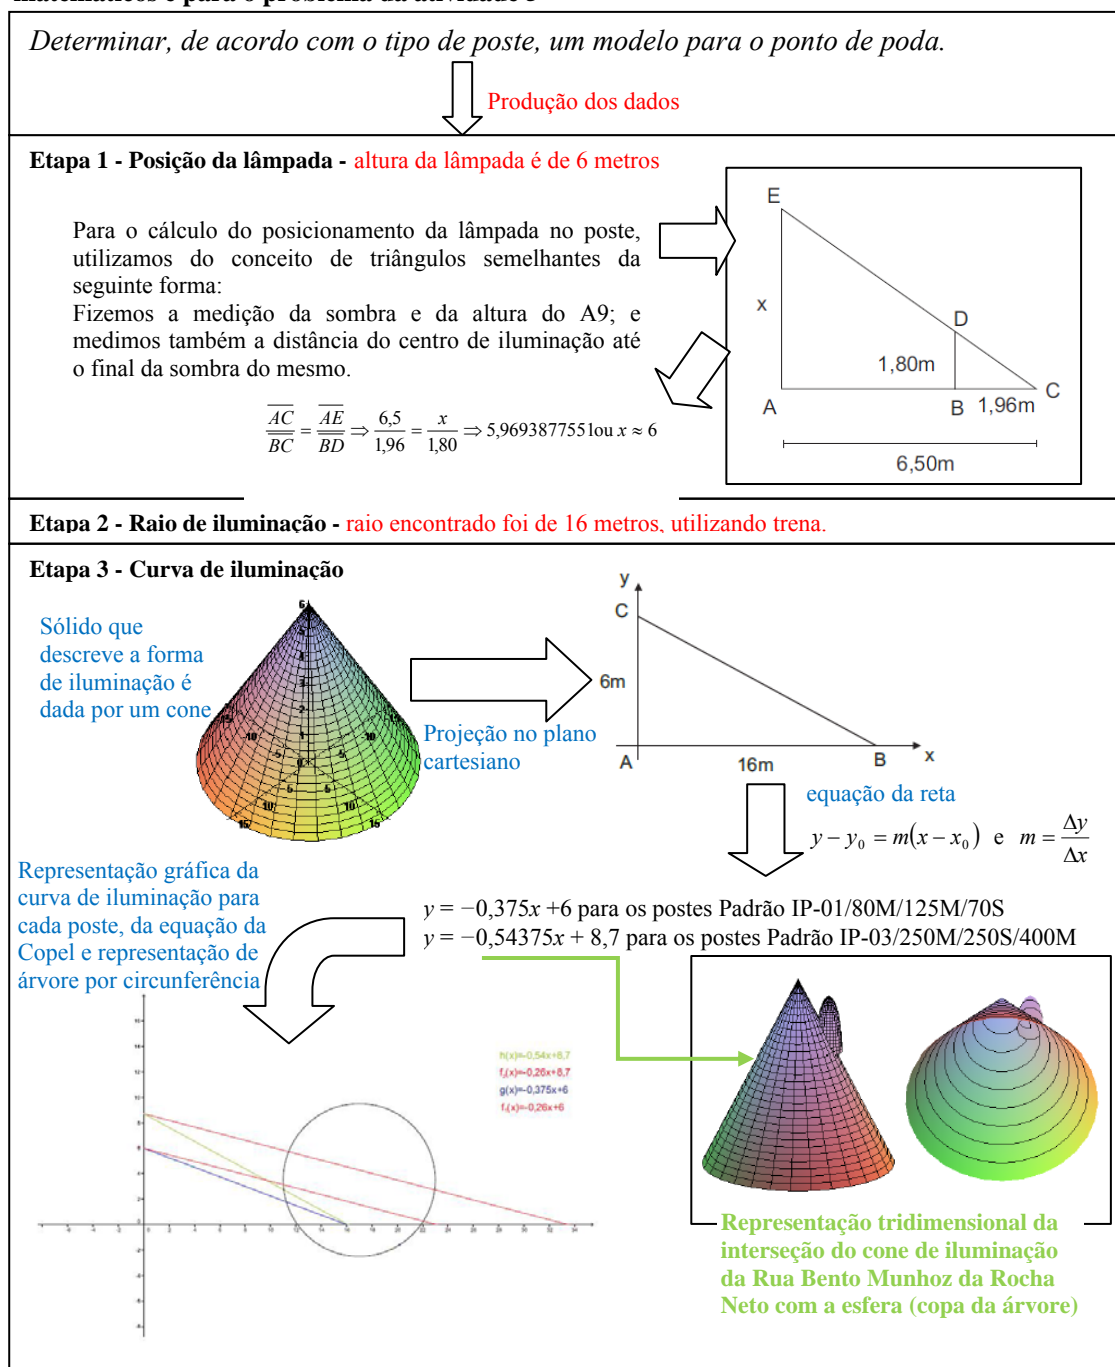 matemáticos e para o problema da atividade 3
Determinar, de acordo com o tipo de poste, um modelo para o ponto de poda.
Produção dos dados
Etapa 1 - Posição da lâmpada - altura da lâmpada é de 6 metros
Para o cálculo do posicionamento da lâmpada no poste,
utilizamos do conceito de triângulos semelhantes da
seguinte forma:
Fizemos a medição da sombra e da altura do A9; e
medimos também a distância do centro de iluminação até
o final da sombra do mesmo.
AC/BC = AE/BD ⇒ 6,5/1,96 = x/1,80 ⇒ 5,969387755 1ou x ≈ 6
E
x
D
1,80m
A
B
1,96m
C
6,50m
Etapa 2 - Raio de iluminação - raio encontrado foi de 16 metros, utilizando trena.
Etapa 3 - Curva de iluminação
Sólido que
descreve a forma
de iluminação é
dada por um cone
Projeção no plano
cartesiano
y
C
6m
A
16m
B
x
equação da reta
y − y₀ = m(x − x₀) e m = Δy/Δx
Representação gráfica da
curva de iluminação para
cada poste, da equação da
Copel e representação de
árvore por circunferência
y = −0,375x +6 para os postes Padrão IP-01/80M/125M/70S
y = −0,54375x + 8,7 para os postes Padrão IP-03/250M/250S/400M
h(x)=-0,54x+8,7
g(x)=-0,375x+6
Representação tridimensional da
interseção do cone de iluminação
da Rua Bento Munhoz da Rocha
Neto com a esfera (copa da árvore)